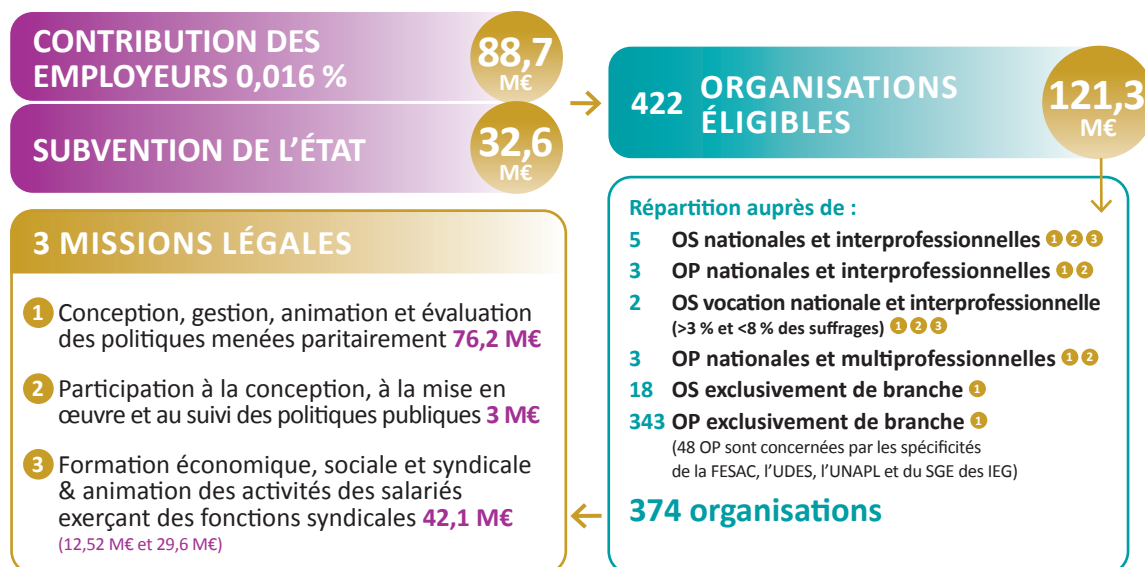 CONTRIBUTION DES
EMPLOYEURS 0,016 %
88,7
M€
SUBVENTION DE L'ÉTAT
32,6
M€
422 ORGANISATIONS
ÉLIGIBLES
121,3
M€
Répartition auprès de :
5 OS nationales et interprofessionnelles 1 2 3
3 OP nationales et interprofessionnelles 1 2
2 OS vocation nationale et interprofessionnelle
(>3 % et <8 % des suffrages) 1 2 3
3 OP nationales et multiprofessionnelles 1 2
18 OS exclusivement de branche 1
343 OP exclusivement de branche 1
(48 OP sont concernées par les spécificités
de la FESAC, l'UDES, l'UNAPL et du SGE des IEG)
374 organisations
3 MISSIONS LÉGALES
1 Conception, gestion, animation et évaluation
des politiques menées paritairement 76,2 M€
2 Participation à la conception, à la mise en
œuvre et au suivi des politiques publiques 3 M€
3 Formation économique, sociale et syndicale
& animation des activités des salariés
exerçant des fonctions syndicales 42,1 M€
(12,52 M€ et 29,6 M€)